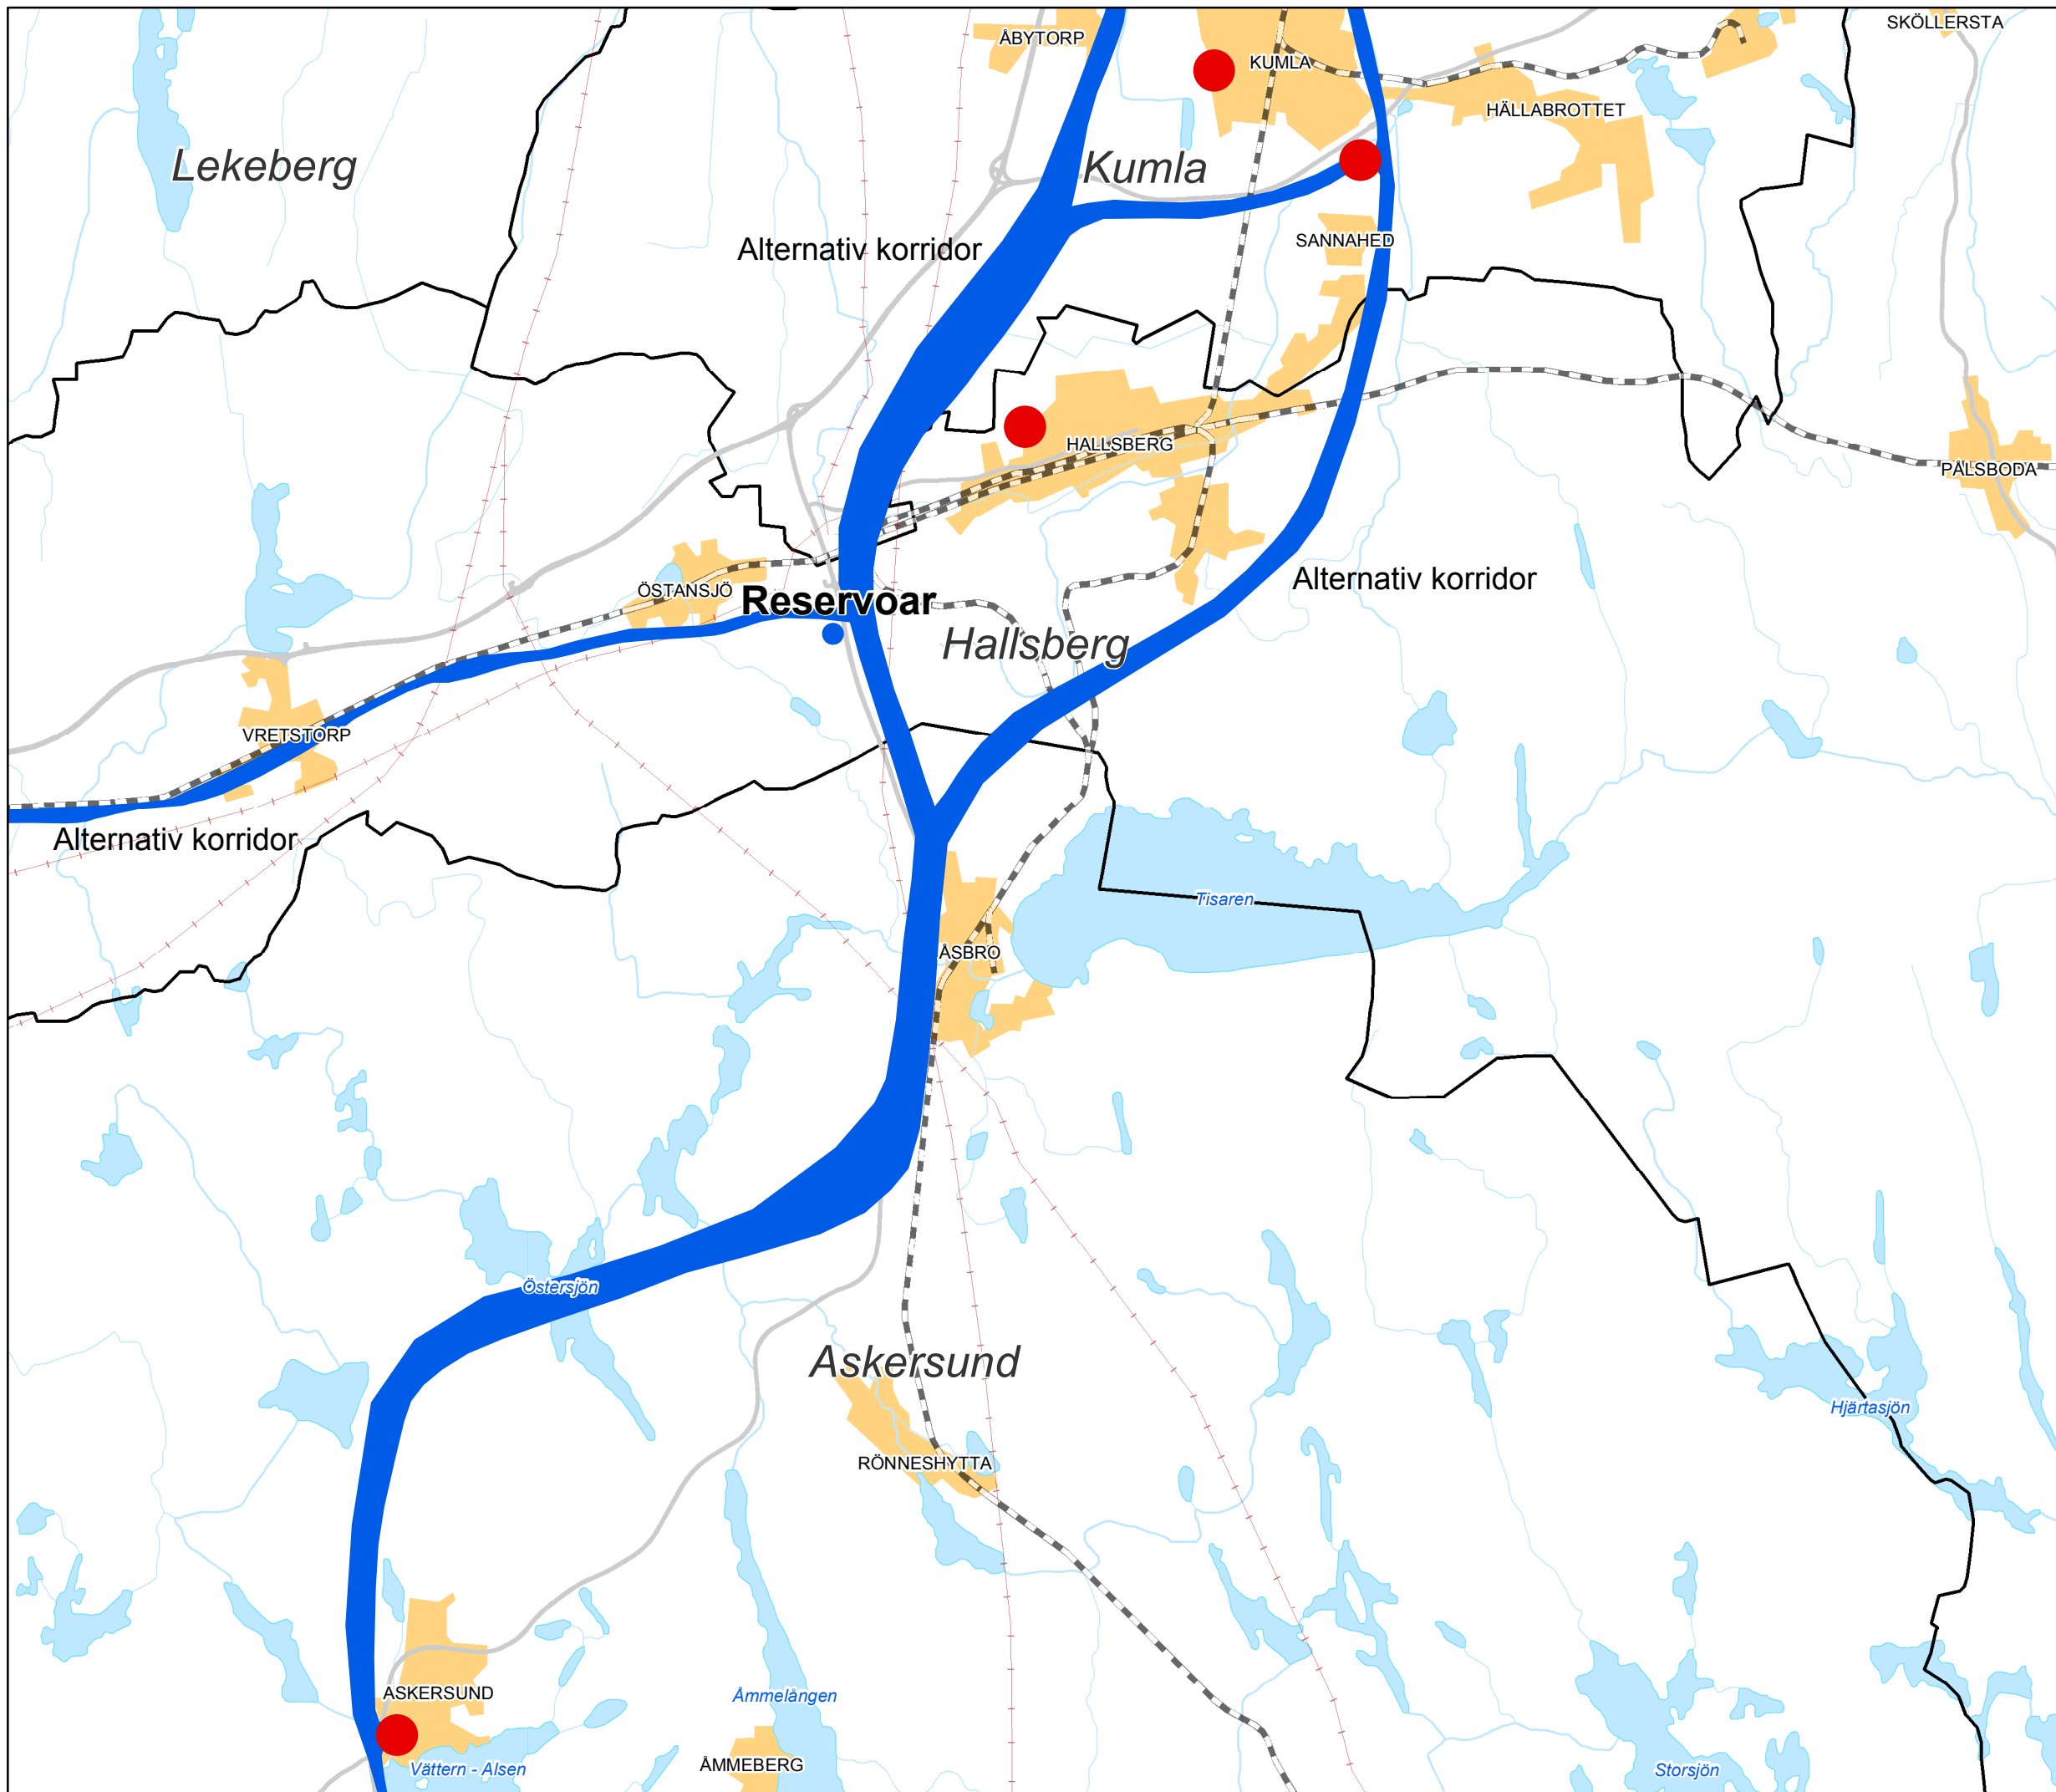 SKÖLLERSTA
ÅBYTORP
KUMLA
HÄLLABROTTET
Lekeberg
Kumla
Alternativ korridor
SANNAHED
HALLSBERG
PÅLSBODA
Alternativ korridor
ÖSTANSJÖ
Reservoar
Hallsberg
VRETSTORP
Alternativ korridor
Tisaren
ÅSBRO
Östersjön
Askersund
Hjärtasjön
RÖNNESHYTTA
ASKERSUND
Åmmelången
ÅMMEBERG
Vättern - Alsen
Storsjön